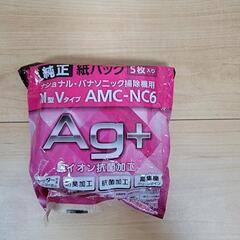 純正 紙パック 5枚入り
ナショナル・パナソニック掃除機用
M型Vタイプ AMC-NC6
Ag+
イオン抗菌加工
抗菌加工